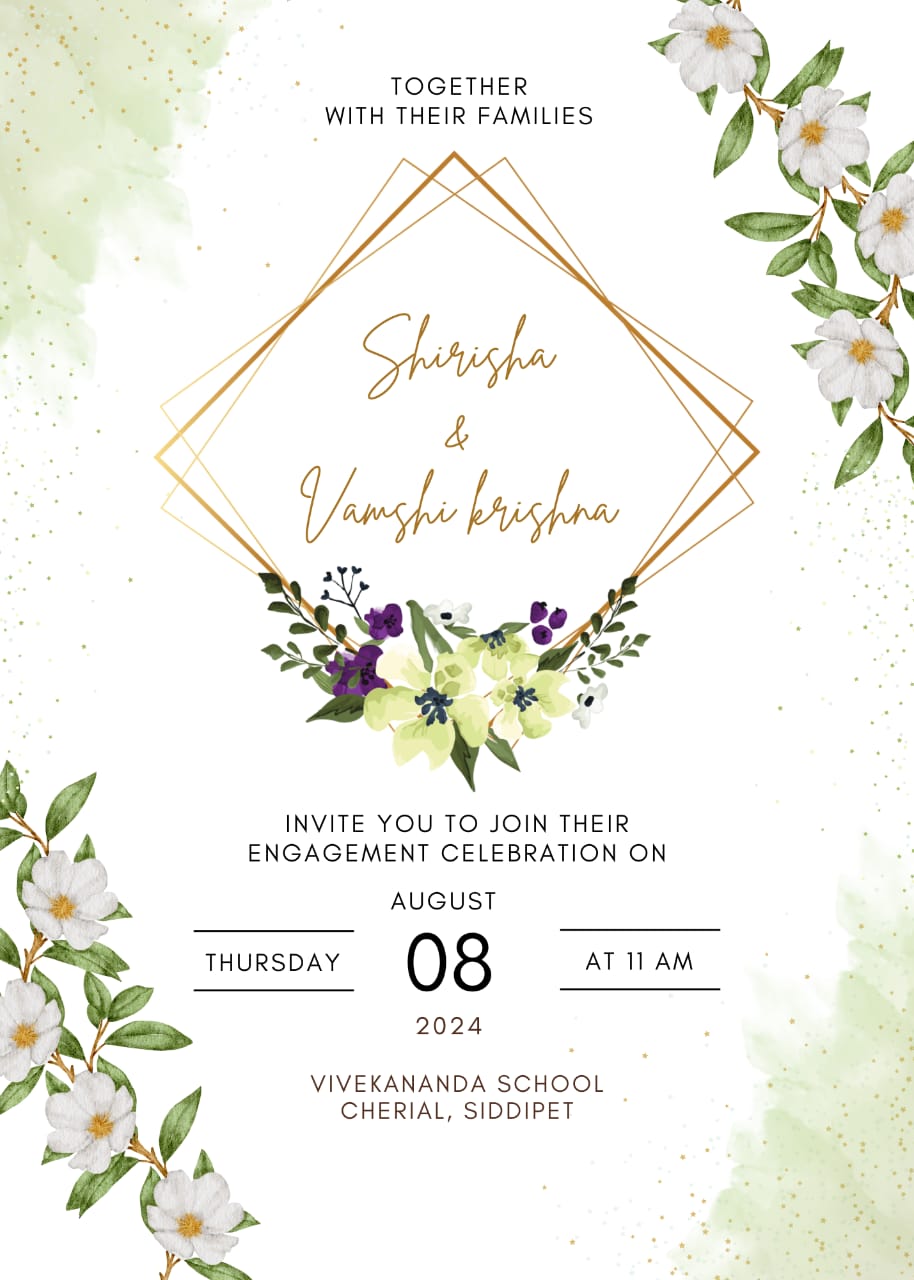 TOGETHER
WITH THEIR FAMILIES
Shirisha
&
Vamshi krishna
INVITE YOU TO JOIN THEIR
ENGAGEMENT CELEBRATION ON
AUGUST
THURSDAY 08 AT 11 AM
2024
VIVEKANANDA SCHOOL
CHERIAL, SIDDIPET